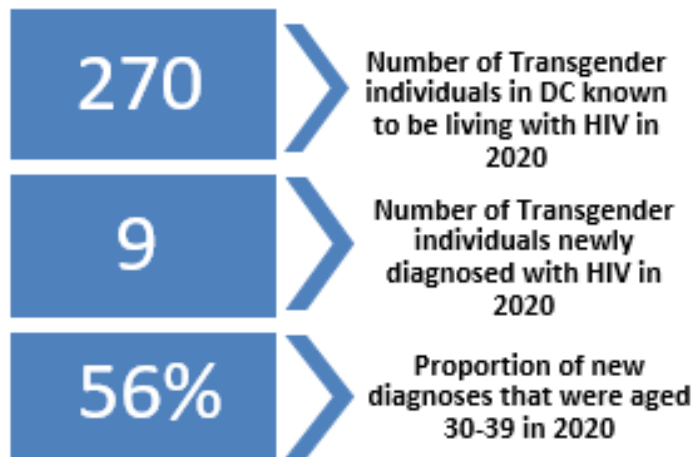 270
Number of Transgender
individuals in DC known
to be living with HIV in
2020
9
Number of Transgender
individuals newly
diagnosed with HIV in
2020
56%
Proportion of new
diagnoses that were aged
30-39 in 2020